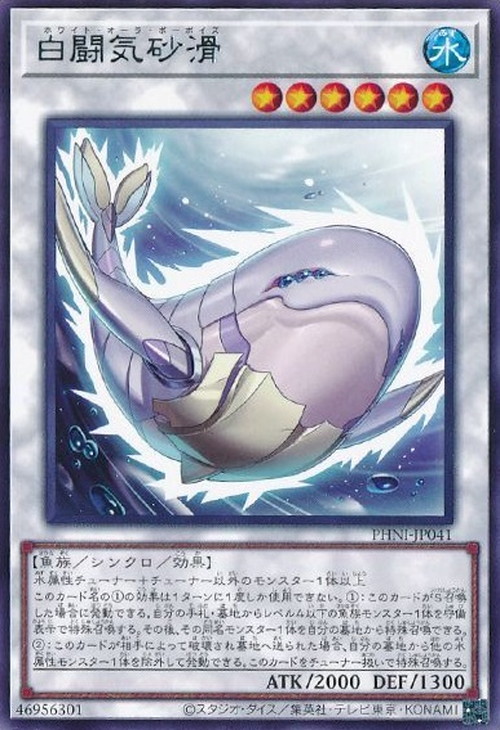 ホワイト・オーラ・ポーポイズ
白闘気砂滑
水
PHNI-JP041
【魚族／シンクロ／効果】
水属性チューナー＋チューナー以外のモンスター1体以上
このカード名の①の効果は1ターンに1度しか使用できない。①：このカードがS召喚
した場合に発動できる。自分の手札・墓地からレベル4以下の魚族モンスター1体を守備
表示で特殊召喚する。その後、その同名モンスター1体を自分の墓地から特殊召喚できる。
②：このカードが相手によって破壊され墓地へ送られた場合、自分の墓地から他の水
属性モンスター1体を除外して発動できる。このカードをチューナー扱いで特殊召喚する。
ATK/2000 DEF/1300
46956301
©スタジオ・ダイス／集英社・テレビ東京・KONAMI